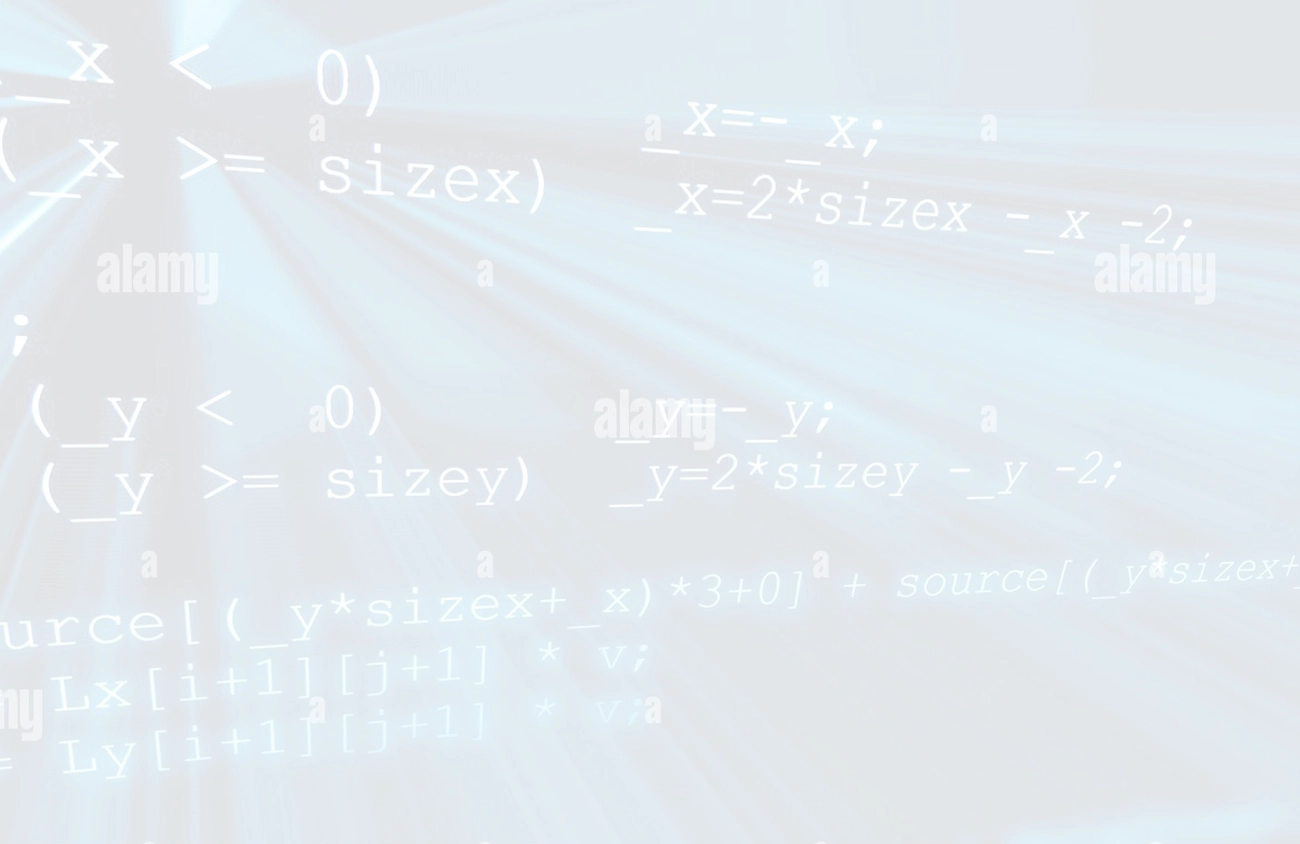 (_x < 0) _x=-_x;
(_x >= sizex) _x=2*sizex -_x -2;
;
(_y < 0) _y=-_y;
(_y >= sizey) _y=2*sizey -_y -2;
urce[(_y*sizex+_x)*3+0] + source[(_y*sizex+_
Lx[i+1][j+1] * v;
= Ly[i+1][j+1] * v;
alamy
alamy
alamy